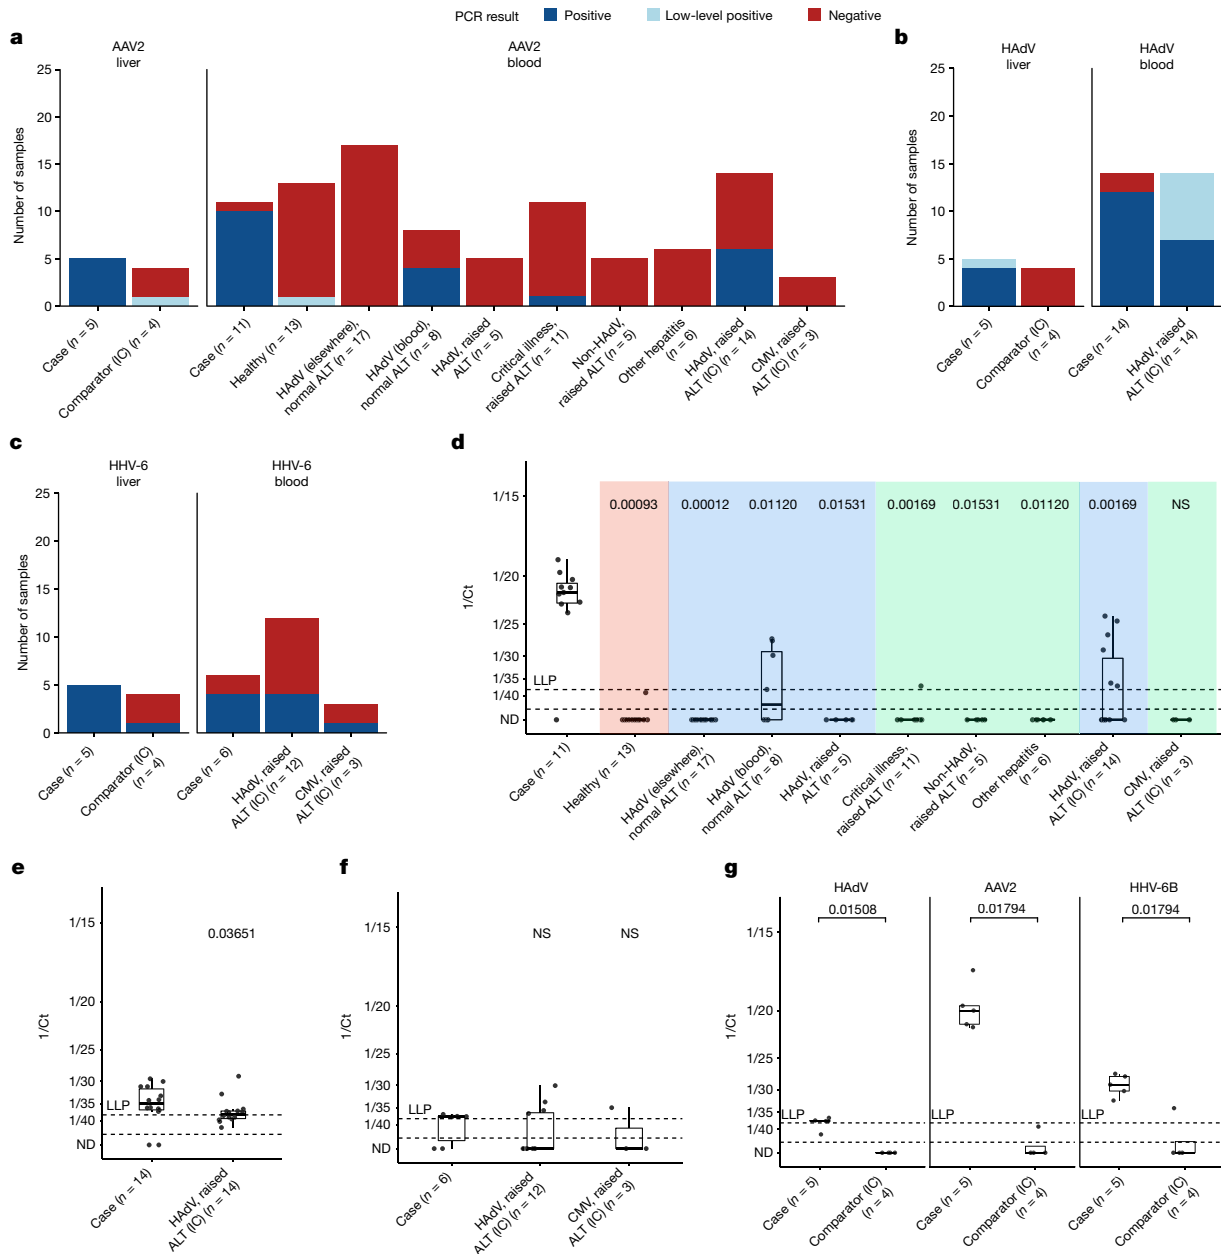 PCR result Positive Low-level positive Negative
a
AAV2
liver
AAV2
blood
Number of samples
25
20
15
10
5
0
Case (n = 5)
Comparator (IC) (n = 4)
Case (n = 11)
Healthy (n = 13)
HAdV (elsewhere),
normal ALT (n = 17)
HAdV (blood),
normal ALT (n = 8)
HAdV, raised
ALT (n = 5)
Critical illness,
raised ALT (n = 11)
Non-HAdV,
raised ALT (n = 5)
Other hepatitis
(n = 6)
HAdV, raised
ALT (IC) (n = 14)
CMV, raised
ALT (IC) (n = 3)
b
HAdV
liver
HAdV
blood
Number of samples
25
20
15
10
5
0
Case (n = 5)
Comparator (IC)
(n = 4)
Case (n = 14)
HAdV, raised
ALT (IC) (n = 14)
c
HHV-6
liver
HHV-6
blood
Number of samples
25
20
15
10
5
0
Case (n = 5)
Comparator (IC)
(n = 4)
Case (n = 6)
HAdV, raised
ALT (IC) (n = 12)
CMV, raised
ALT (IC) (n = 3)
d
1/Ct
1/15
1/20
1/25
1/30
1/35
1/40
ND
LLP
0.00093 0.00012 0.01120 0.01531 0.00169 0.01531 0.01120 0.00169 NS
Case (n = 11)
Healthy (n = 13)
HAdV (elsewhere),
normal ALT (n = 17)
HAdV (blood),
normal ALT (n = 8)
HAdV, raised
ALT (n = 5)
Critical illness,
raised ALT (n = 11)
Non-HAdV,
raised ALT (n = 5)
Other hepatitis
(n = 6)
HAdV, raised
ALT (IC) (n = 14)
CMV, raised
ALT (IC) (n = 3)
e
1/Ct
1/15
1/20
1/25
1/30
1/35
1/40
ND
LLP
0.03651
Case (n = 14)
HAdV, raised
ALT (IC) (n = 14)
f
1/Ct
1/15
1/20
1/25
1/30
1/35
1/40
ND
LLP
NS NS
Case (n = 6)
HAdV, raised
ALT (IC) (n = 12)
CMV, raised
ALT (IC) (n = 3)
g
HAdV AAV2 HHV-6B
0.01508 0.01794 0.01794
1/Ct
1/15
1/20
1/25
1/30
1/35
1/40
ND
LLP LLP LLP
Case (n = 5)
Comparator (IC)
(n = 4)
Case (n = 5)
Comparator (IC)
(n = 4)
Case (n = 5)
Comparator (IC)
(n = 4)